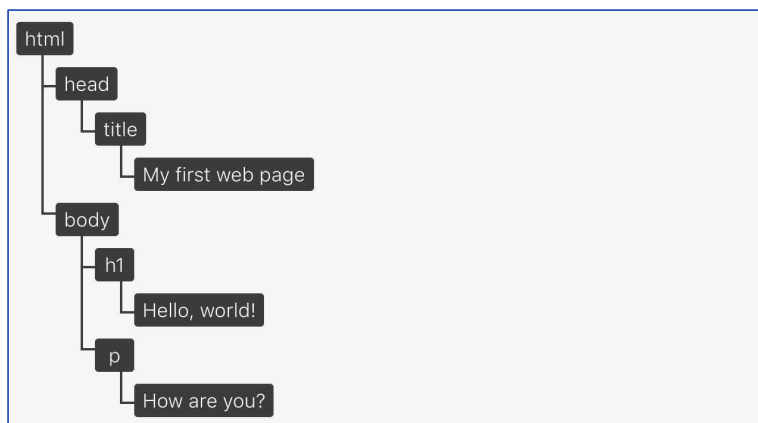 html
head
title
My first web page
body
h1
Hello, world!
p
How are you?